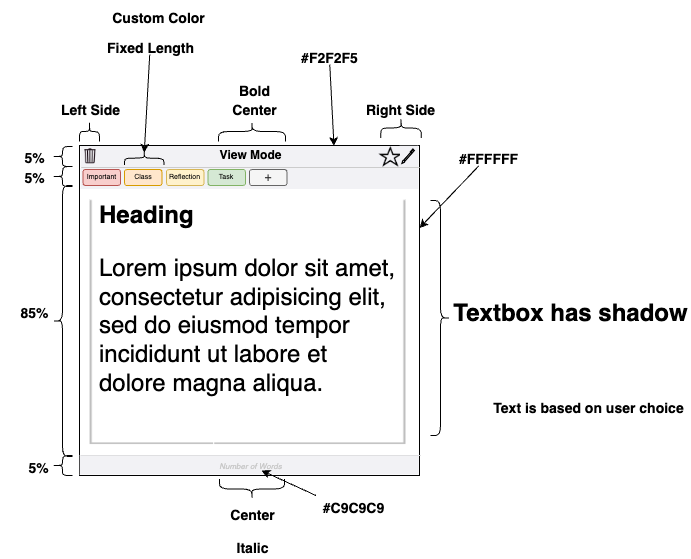 Custom Color
Fixed Length
#F2F2F5
Bold
Center
Left Side
Right Side
5%
View Mode
#FFFFFF
5%
Important
Class
Reflection
Task
+
Heading
Lorem ipsum dolor sit amet,
consectetur adipisicing elit,
sed do eiusmod tempor
incididunt ut labore et
dolore magna aliqua.
85%
Textbox has shadow
Text is based on user choice
5%
Number of Words
#C9C9C9
Center
Italic